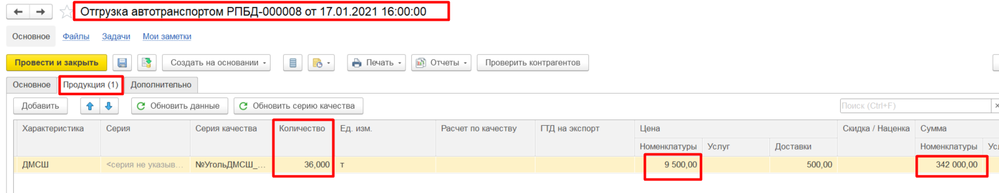 Отгрузка автотранспортом РПБД-000008 от 17.01.2021 16:00:00
Основное Файлы Задачи Мои заметки
Провести и закрыть Создать на основании Печать Отчеты Проверить контрагентов
Основное Продукция (1) Дополнительно
Добавить Обновить данные Обновить серию качества Поиск (Ctrl+F) ×
Характеристика Серия Серия качества Количество Ед. изм. Расчет по качеству ГТД на экспорт Цена Скидка / Наценка Сумма
Номенклатуры Услуг Доставки Номенклатуры Усл
ДМСШ <серия не указыв... №УгольДМСШ_... 36,000 т 9 500,00 500,00 342 000,00